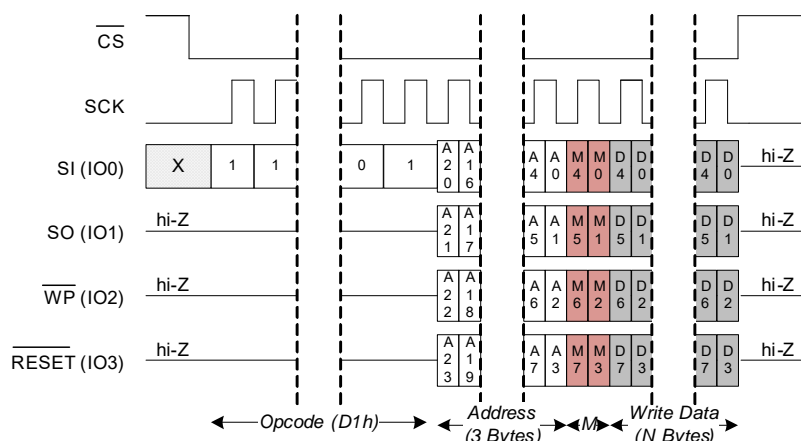 CS
SCK
SI (IO0) X 1 1 0 1 A20 A16 A4 A0 M4 M0 D4 D0 D4 D0 hi-Z
SO (IO1) hi-Z A21 A17 A5 A1 M5 M1 D5 D1 D5 D1 hi-Z
WP (IO2) hi-Z A22 A18 A6 A2 M6 M2 D6 D2 D6 D2 hi-Z
RESET (IO3) hi-Z A23 A19 A7 A3 M7 M3 D7 D3 D7 D3 hi-Z
Opcode (D1h) Address (3 Bytes) M Write Data (N Bytes)